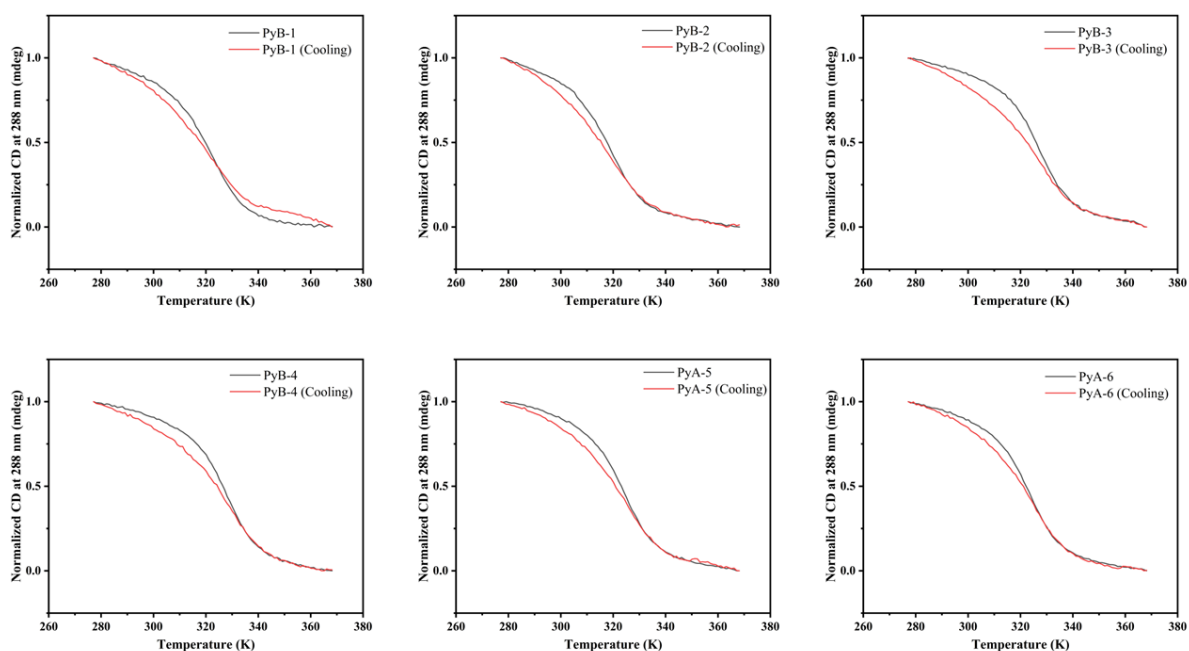 PyB-1
PyB-1 (Cooling)
Normalized CD at 288 nm (mdeg)
1.0
0.5
0.0
260 280 300 320 340 360 380
Temperature (K)
PyB-2
PyB-2 (Cooling)
Normalized CD at 288 nm (mdeg)
1.0
0.5
0.0
260 280 300 320 340 360 380
Temperature (K)
PyB-3
PyB-3 (Cooling)
Normalized CD at 288 nm (mdeg)
1.0
0.5
0.0
260 280 300 320 340 360 380
Temperature (K)
PyB-4
PyB-4 (Cooling)
Normalized CD at 288 nm (mdeg)
1.0
0.5
0.0
260 280 300 320 340 360 380
Temperature (K)
PyA-5
PyA-5 (Cooling)
Normalized CD at 288 nm (mdeg)
1.0
0.5
0.0
260 280 300 320 340 360 380
Temperature (K)
PyA-6
PyA-6 (Cooling)
Normalized CD at 288 nm (mdeg)
1.0
0.5
0.0
260 280 300 320 340 360 380
Temperature (K)